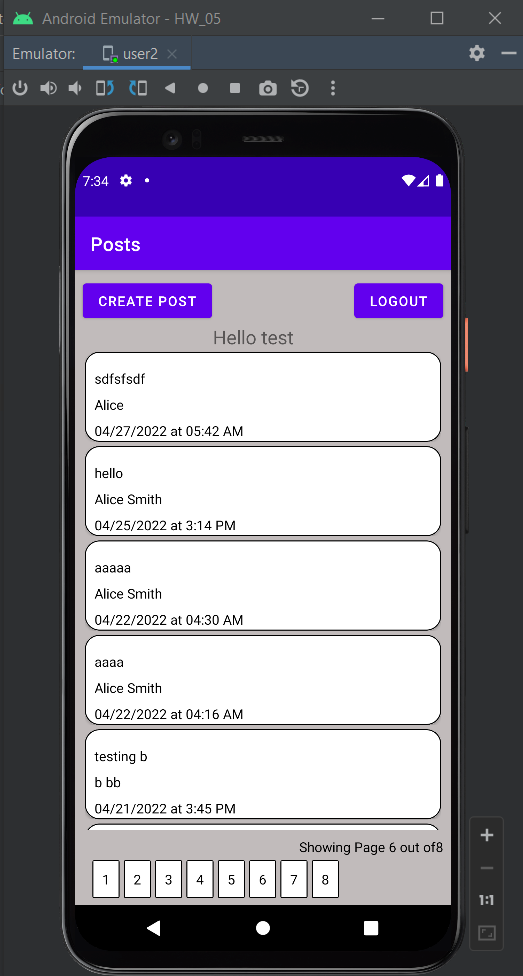 Android Emulator - HW_05
Emulator: user2
7:34
Posts
CREATE POST LOGOUT
Hello test
sdfsfsdf
Alice
04/27/2022 at 05:42 AM
hello
Alice Smith
04/25/2022 at 3:14 PM
aaaaa
Alice Smith
04/22/2022 at 04:30 AM
aaaa
Alice Smith
04/22/2022 at 04:16 AM
testing b
b bb
04/21/2022 at 3:45 PM
Showing Page 6 out of8
1 2 3 4 5 6 7 8
1:1